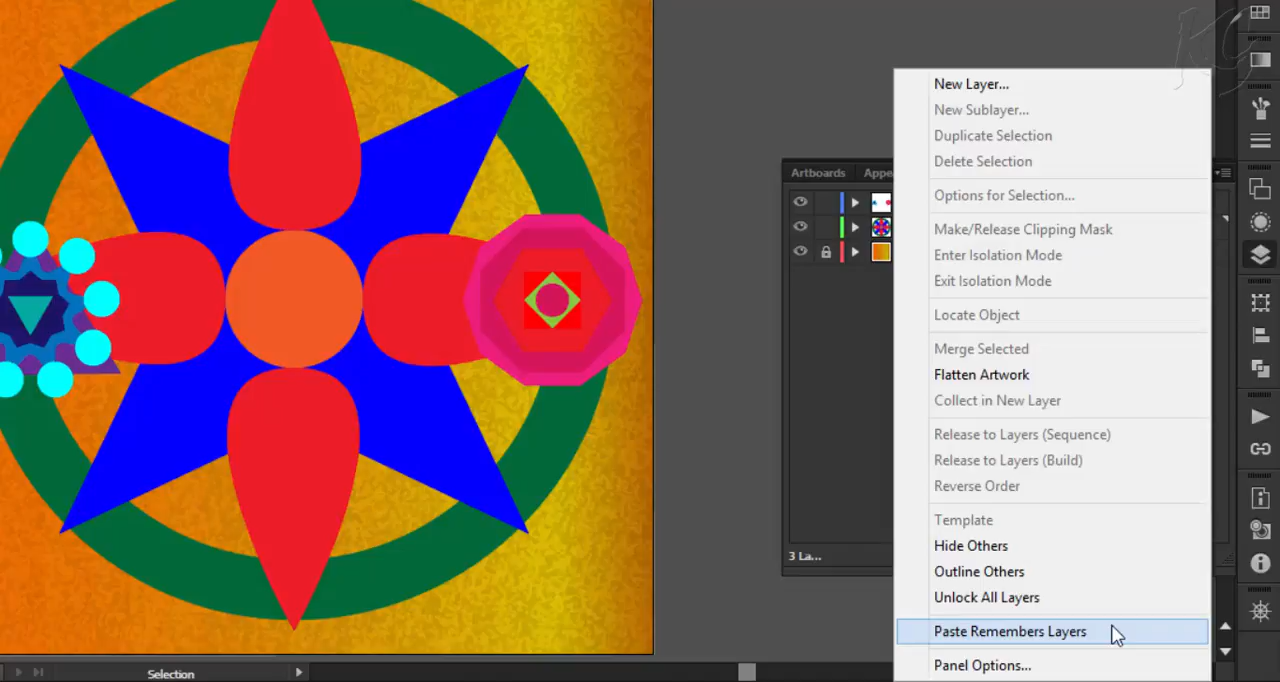 KG
New Layer...
New Sublayer...
Duplicate Selection
Delete Selection
Artboards Appe
Options for Selection...
Make/Release Clipping Mask
Enter Isolation Mode
Exit Isolation Mode
Locate Object
Merge Selected
Flatten Artwork
Collect in New Layer
Release to Layers (Sequence)
Release to Layers (Build)
Reverse Order
Template
Hide Others
3 La...
Outline Others
Unlock All Layers
Paste Remembers Layers
Panel Options...
Selection